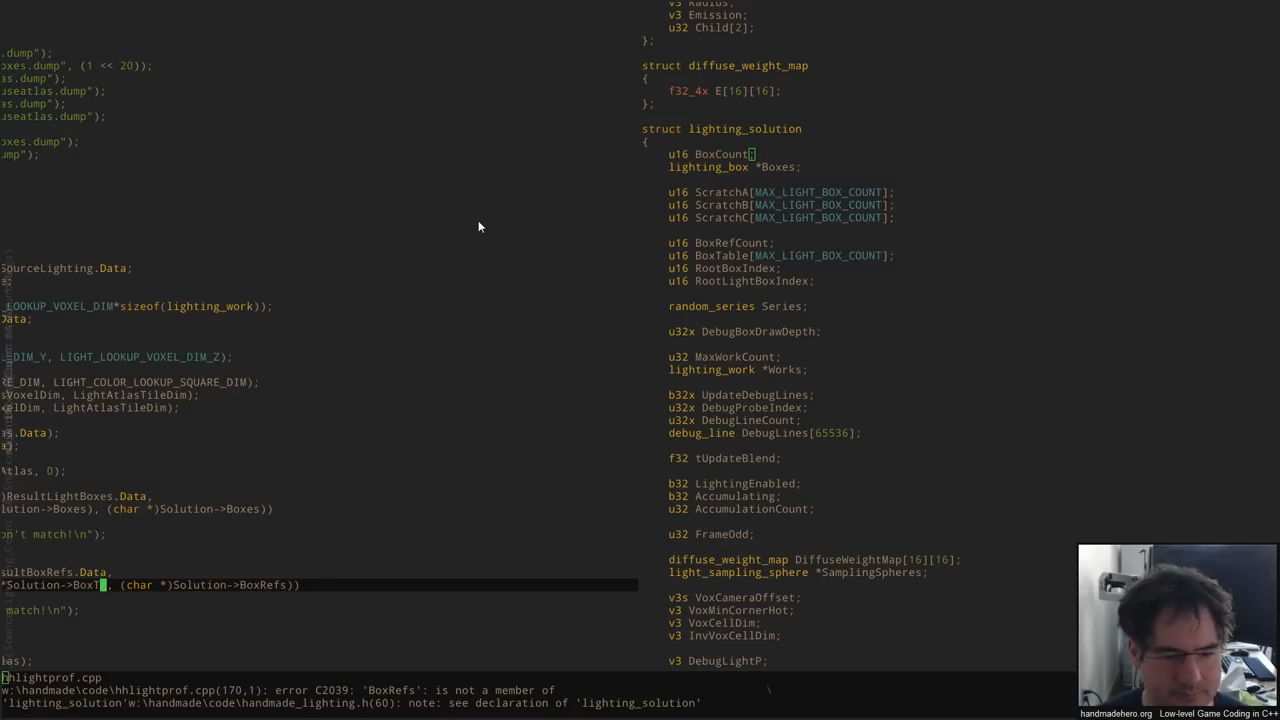 .dump");
oxes.dump", (1 << 20));
as.dump");
useatlas.dump");
as.dump");
useatlas.dump");
oxes.dump");
ump");
SourceLighting.Data;
LOOKUP_VOXEL_DIM*sizeof(lighting_work));
Data;
DIM_Y, LIGHT_LOOKUP_VOXEL_DIM_Z);
RE_DIM, LIGHT_COLOR_LOOKUP_SQUARE_DIM);
sVoxelDim, LightAtlasTileDim);
xelDim, LightAtlasTileDim);
s.Data);
a);
Atlas, 0);
)ResultLightBoxes.Data,
lution->Boxes), (char *)Solution->Boxes))
on't match!\n");
sultBoxRefs.Data,
*Solution->BoxT, (char *)Solution->BoxRefs))
match!\n");
las);
v3 Radius;
v3 Emission;
u32 Child[2];
};
struct diffuse_weight_map
{
f32_4x E[16][16];
};
struct lighting_solution
{
u16 BoxCount;
lighting_box *Boxes;
u16 ScratchA[MAX_LIGHT_BOX_COUNT];
u16 ScratchB[MAX_LIGHT_BOX_COUNT];
u16 ScratchC[MAX_LIGHT_BOX_COUNT];
u16 BoxRefCount;
u16 BoxTable[MAX_LIGHT_BOX_COUNT];
u16 RootBoxIndex;
u16 RootLightBoxIndex;
random_series Series;
u32x DebugBoxDrawDepth;
u32 MaxWorkCount;
lighting_work *Works;
b32x UpdateDebugLines;
u32x DebugProbeIndex;
u32x DebugLineCount;
debug_line DebugLines[65536];
f32 tUpdateBlend;
b32 LightingEnabled;
b32 Accumulating;
u32 AccumulationCount;
u32 FrameOdd;
diffuse_weight_map DiffuseWeightMap[16][16];
light_sampling_sphere *SamplingSpheres;
v3s VoxCameraOffset;
v3 VoxMinCornerHot;
v3 VoxCellDim;
v3 InvVoxCellDim;
v3 DebugLightP;
hhlightprof.cpp
w:\handmade\code\hhlightprof.cpp(170,1): error C2039: 'BoxRefs': is not a member of \
'lighting_solution'w:\handmade\code\handmade_lighting.h(60): note: see declaration of 'lighting_solution'
handmadehero.org Low-level Game Coding in C++